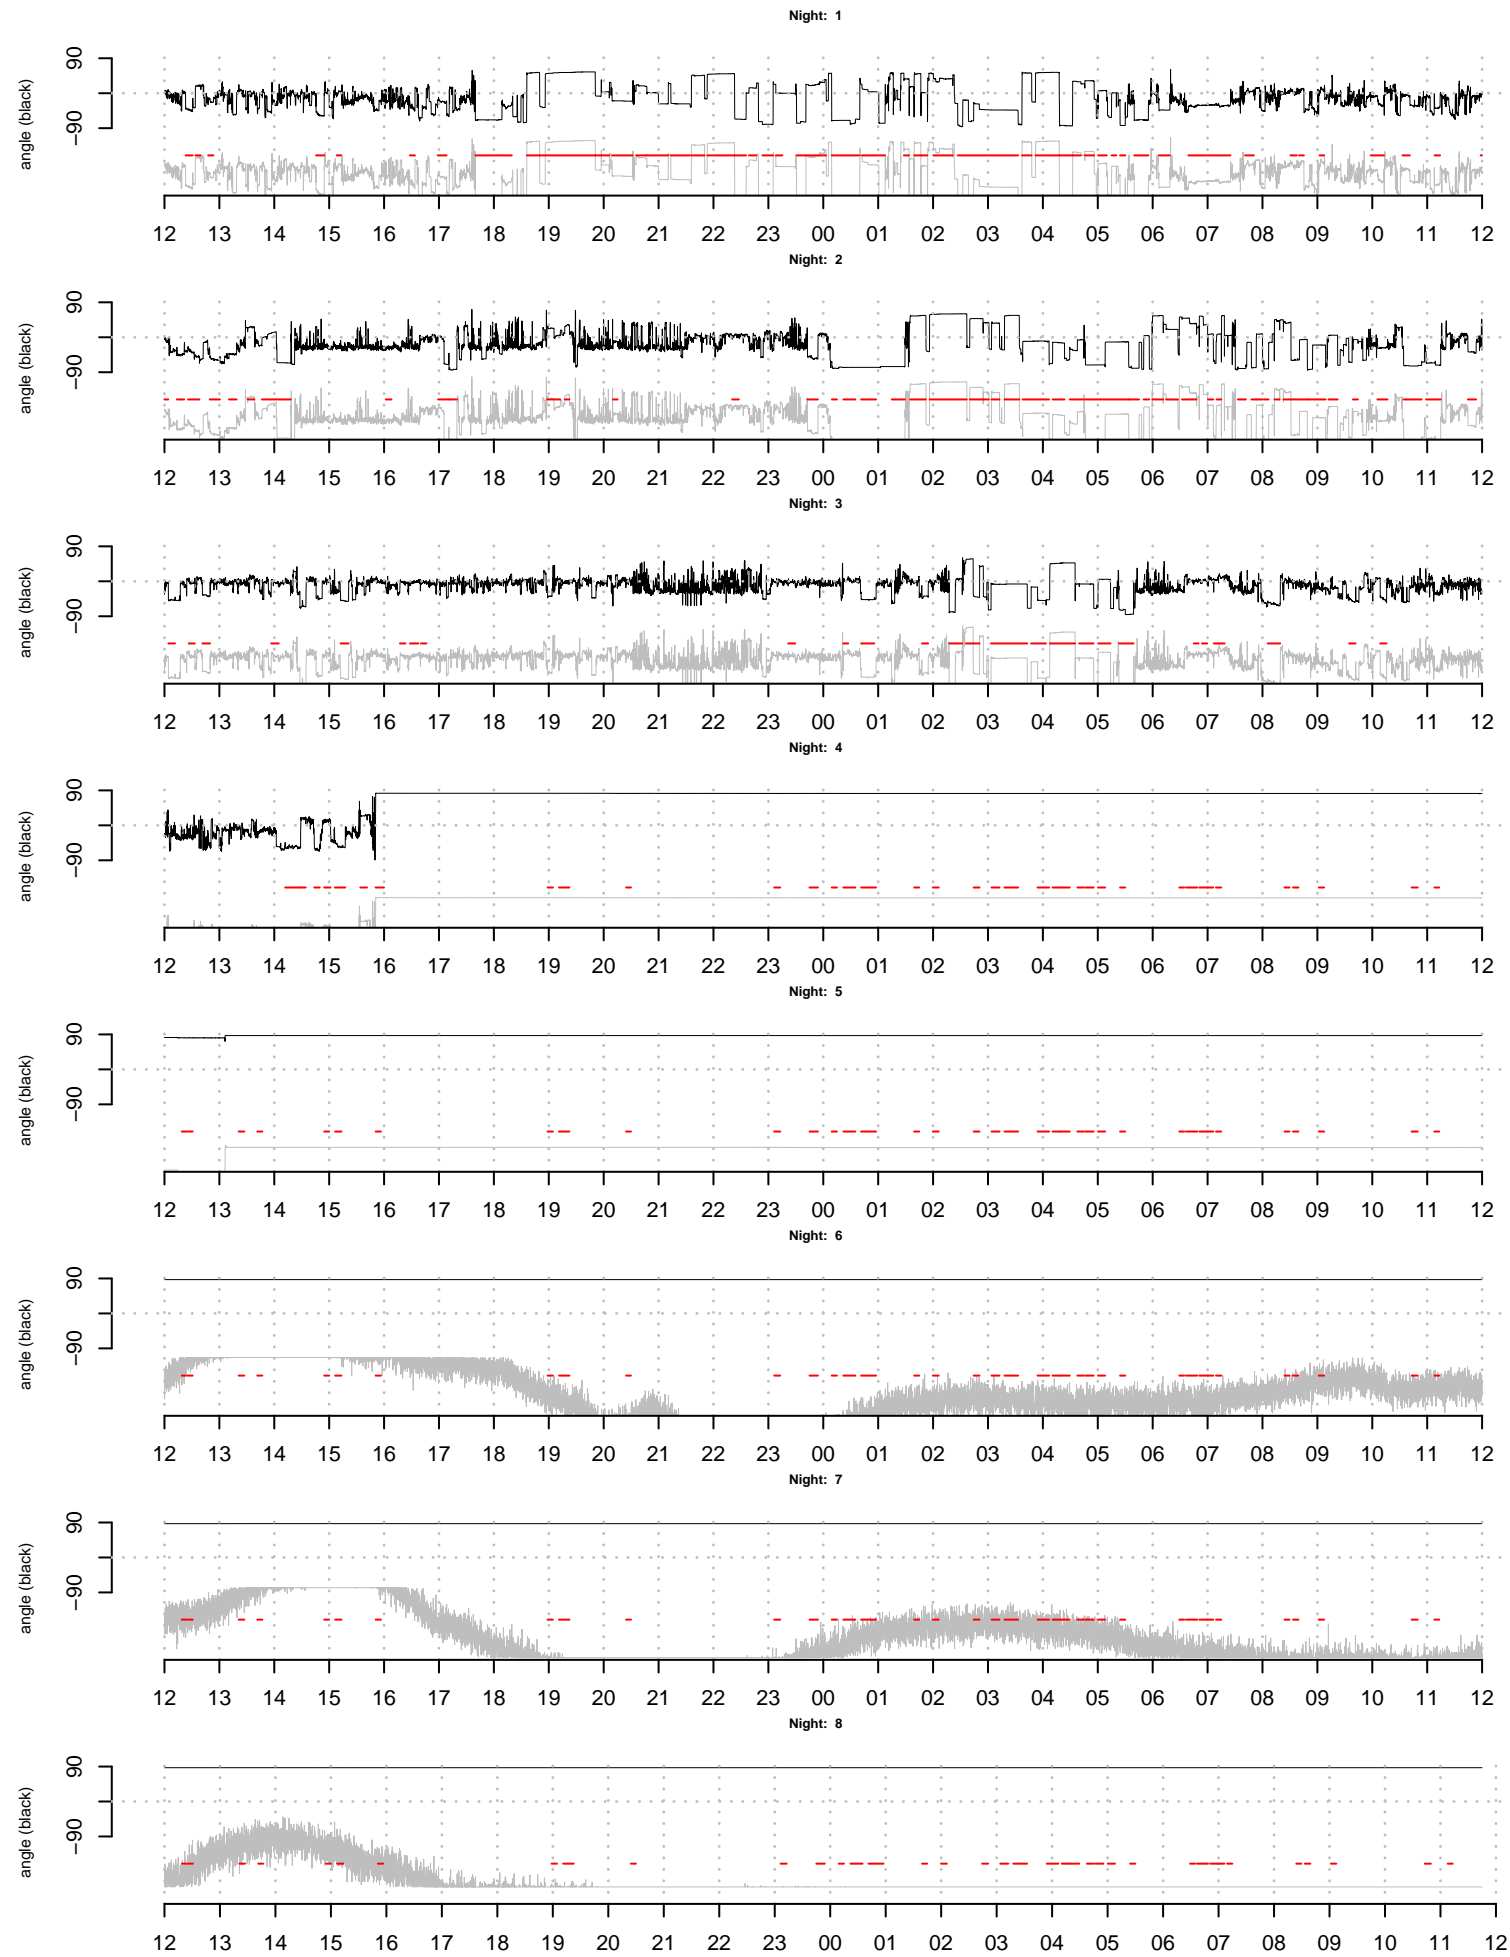 Night: 1
90
-90
angle (black)
12 13 14 15 16 17 18 19 20 21 22 23 00 01 02 03 04 05 06 07 08 09 10 11 12
Night: 2
90
-90
angle (black)
12 13 14 15 16 17 18 19 20 21 22 23 00 01 02 03 04 05 06 07 08 09 10 11 12
Night: 3
90
-90
angle (black)
12 13 14 15 16 17 18 19 20 21 22 23 00 01 02 03 04 05 06 07 08 09 10 11 12
Night: 4
90
-90
angle (black)
12 13 14 15 16 17 18 19 20 21 22 23 00 01 02 03 04 05 06 07 08 09 10 11 12
Night: 5
90
-90
angle (black)
12 13 14 15 16 17 18 19 20 21 22 23 00 01 02 03 04 05 06 07 08 09 10 11 12
Night: 6
90
-90
angle (black)
12 13 14 15 16 17 18 19 20 21 22 23 00 01 02 03 04 05 06 07 08 09 10 11 12
Night: 7
90
-90
angle (black)
12 13 14 15 16 17 18 19 20 21 22 23 00 01 02 03 04 05 06 07 08 09 10 11 12
Night: 8
90
-90
angle (black)
12 13 14 15 16 17 18 19 20 21 22 23 00 01 02 03 04 05 06 07 08 09 10 11 12